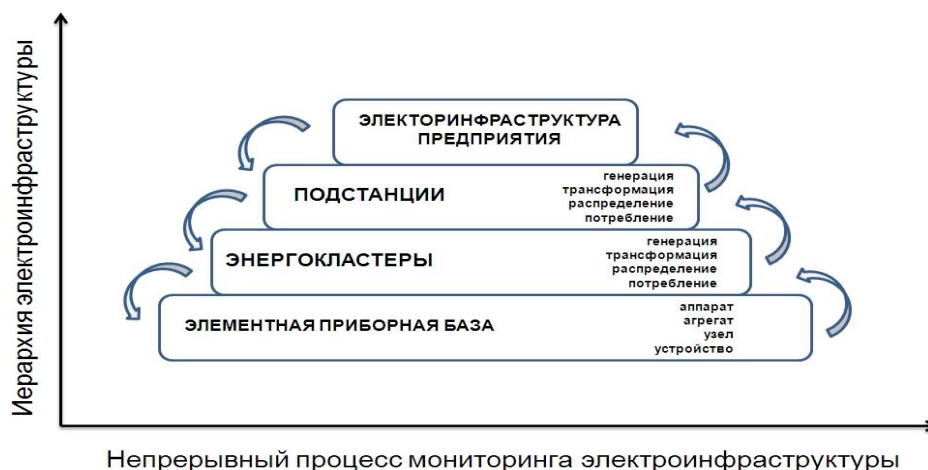 Иерархия электроинфраструктуры
ЭЛЕКТОРИНФРАСТРУКТУРА
ПРЕДПРИЯТИЯ
ПОДСТАНЦИИ
генерация
трансформация
распределение
потребление
ЭНЕРГОКЛАСТЕРЫ
генерация
трансформация
распределение
потребление
ЭЛЕМЕНТНАЯ ПРИБОРНАЯ БАЗА
аппарат
агрегат
узел
устройство
Непрерывный процесс мониторинга электроинфраструктуры